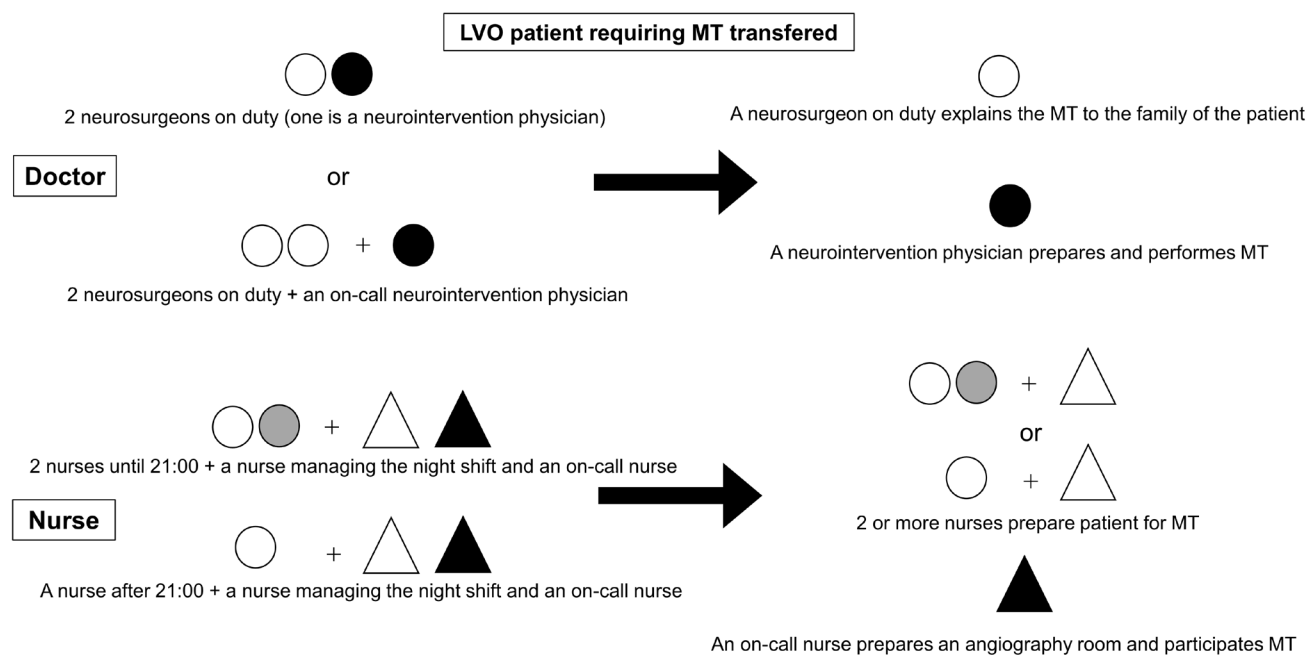 LVO patient requiring MT transfered
2 neurosurgeons on duty (one is a neurointervention physician)
A neurosurgeon on duty explains the MT to the family of the patient
Doctor
or
2 neurosurgeons on duty + an on-call neurointervention physician
+
A neurointervention physician prepares and performes MT
+
2 nurses until 21:00 + a nurse managing the night shift and an on-call nurse
Nurse
+
A nurse after 21:00 + a nurse managing the night shift and an on-call nurse
+
or
+
2 or more nurses prepare patient for MT
An on-call nurse prepares an angiography room and participates MT